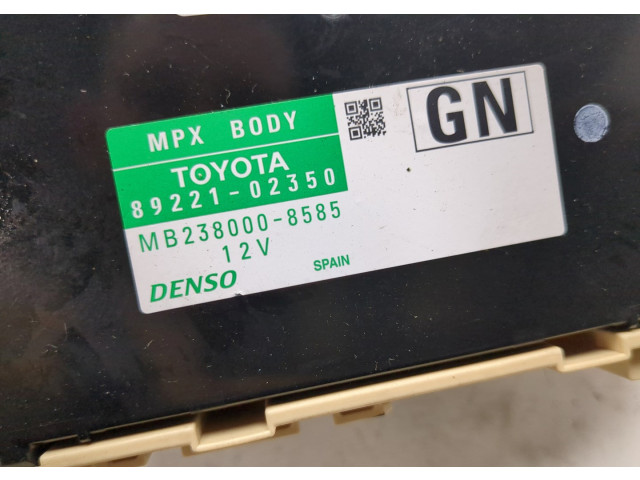 MPX BODY
GN
TOYOTA
89221-02350
MB238000-8585
12V
DENSO
SPAIN